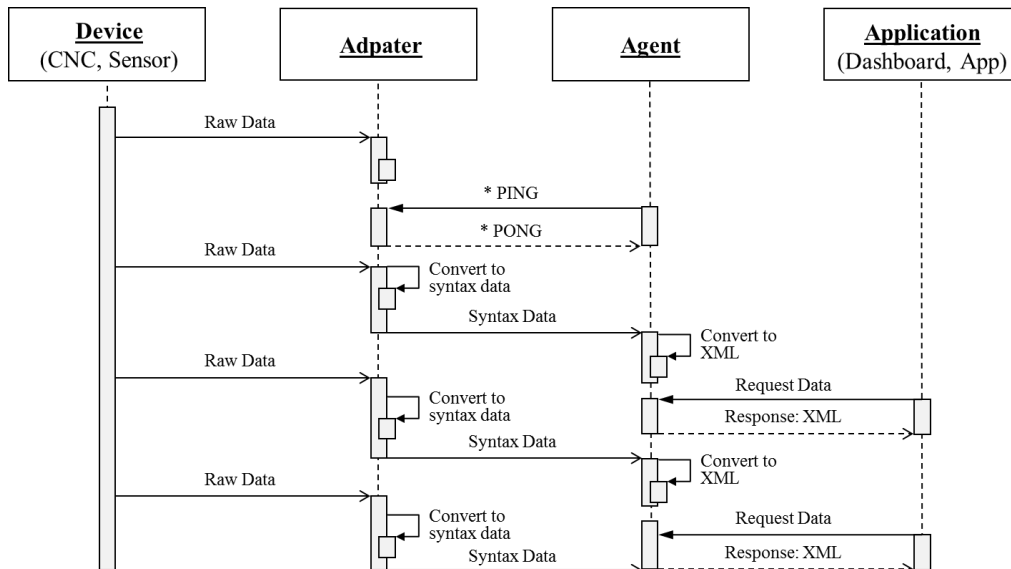 Device
(CNC, Sensor)
Adpater
Agent
Application
(Dashboard, App)
Raw Data
* PING
* PONG
Raw Data
Convert to
syntax data
Syntax Data
Convert to
XML
Raw Data
Request Data
Convert to
syntax data
Response: XML
Syntax Data
Convert to
XML
Raw Data
Convert to
syntax data
Request Data
Syntax Data
Response: XML